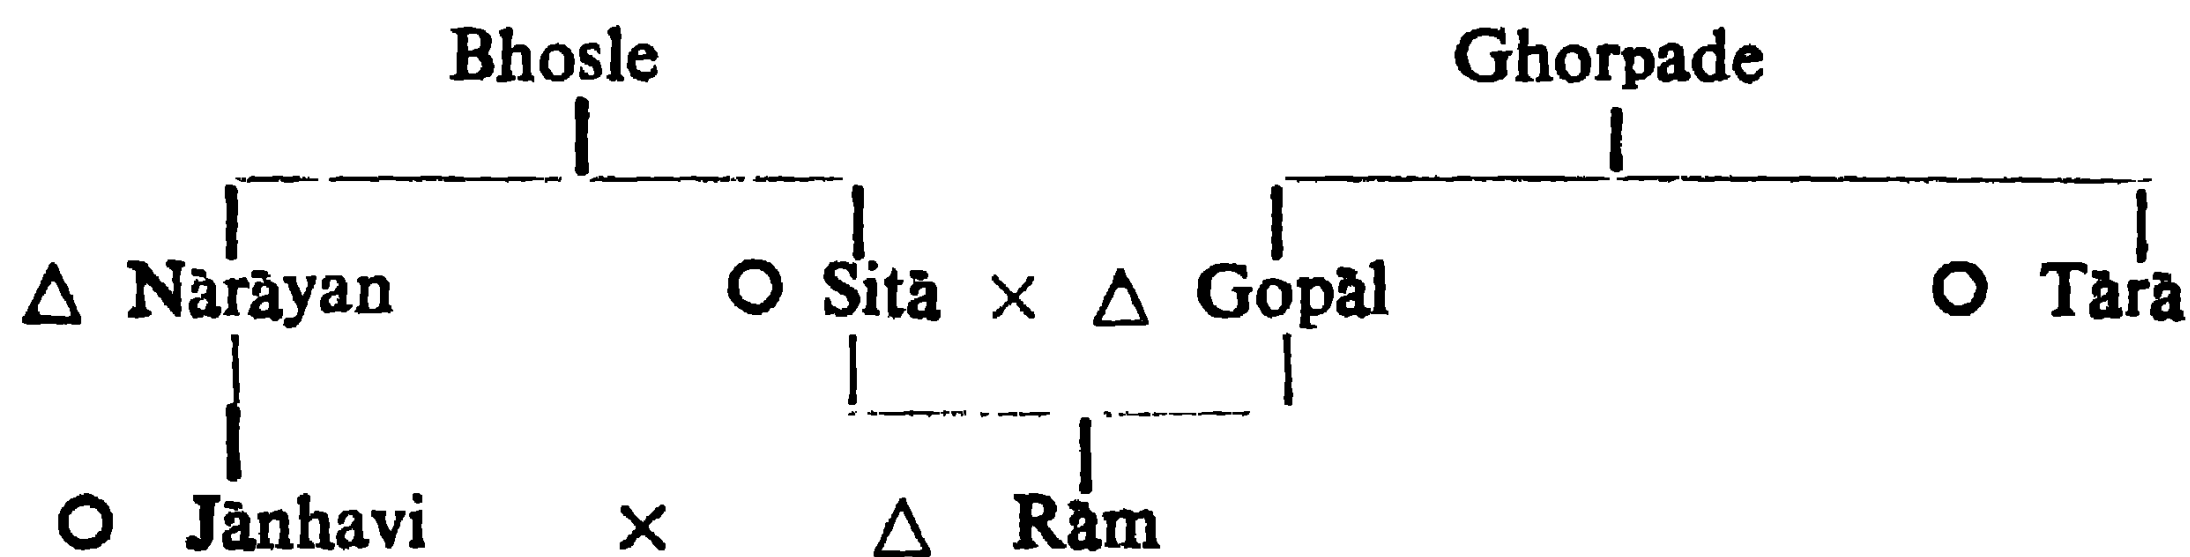 Bhosle Ghorpade
△ Nārāyan ○ Sitā × △ Gopāl ○ Tārā
○ Jānhavi × △ Rām